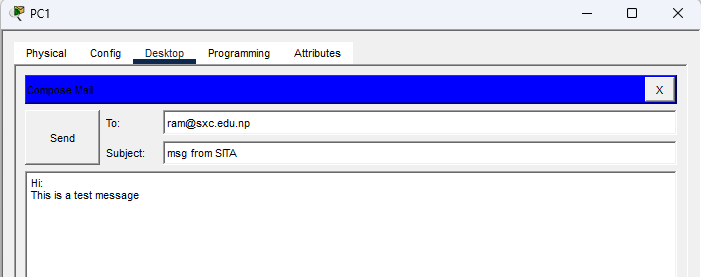 PC1
Physical Config Desktop Programming Attributes
Compose Mail
X
Send
To: ram@sxc.edu.np
Subject: msg from SITA
Hi:
This is a test message